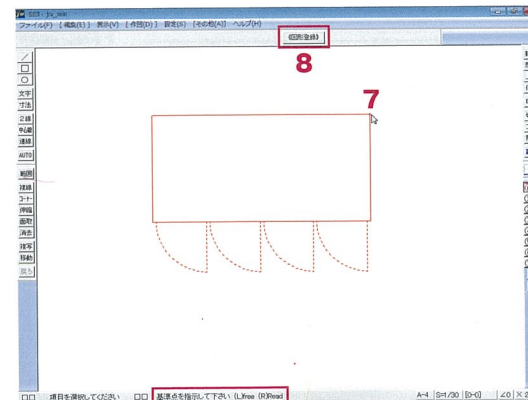 ファイル(F) [編集(E)] 表示(V) [作図(D)] 設定(S) [その他(A)] ヘルプ(H)
《図形登録》
8
7
文字
寸法
2線
中心線
連線
AUTO
範囲
複線
コーナー
伸縮
面取
消去
複写
移動
戻る
項目を選択してください
基準点を指示して下さい (L)free (R)Read
A-4 S=1/30 [0-0] ∠0 ×